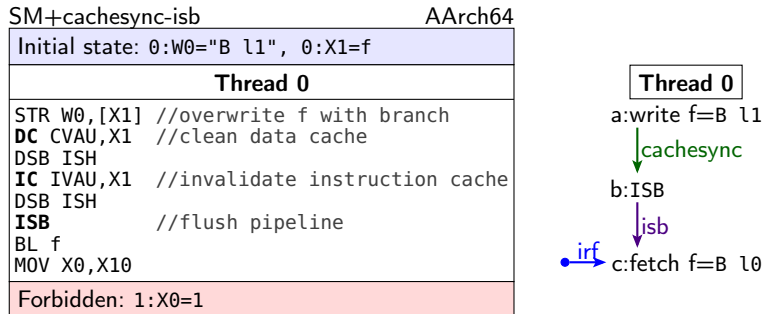 SM+cachesync-isb AArch64
Initial state: 0:W0="B l1", 0:X1=f
Thread 0
STR W0,[X1] //overwrite f with branch
DC CVAU,X1 //clean data cache
DSB ISH
IC IVAU,X1 //invalidate instruction cache
DSB ISH
ISB //flush pipeline
BL f
MOV X0,X10
Forbidden: 1:X0=1
Thread 0
a:write f=B l1
cachesync
b:ISB
isb
irf
c:fetch f=B l0